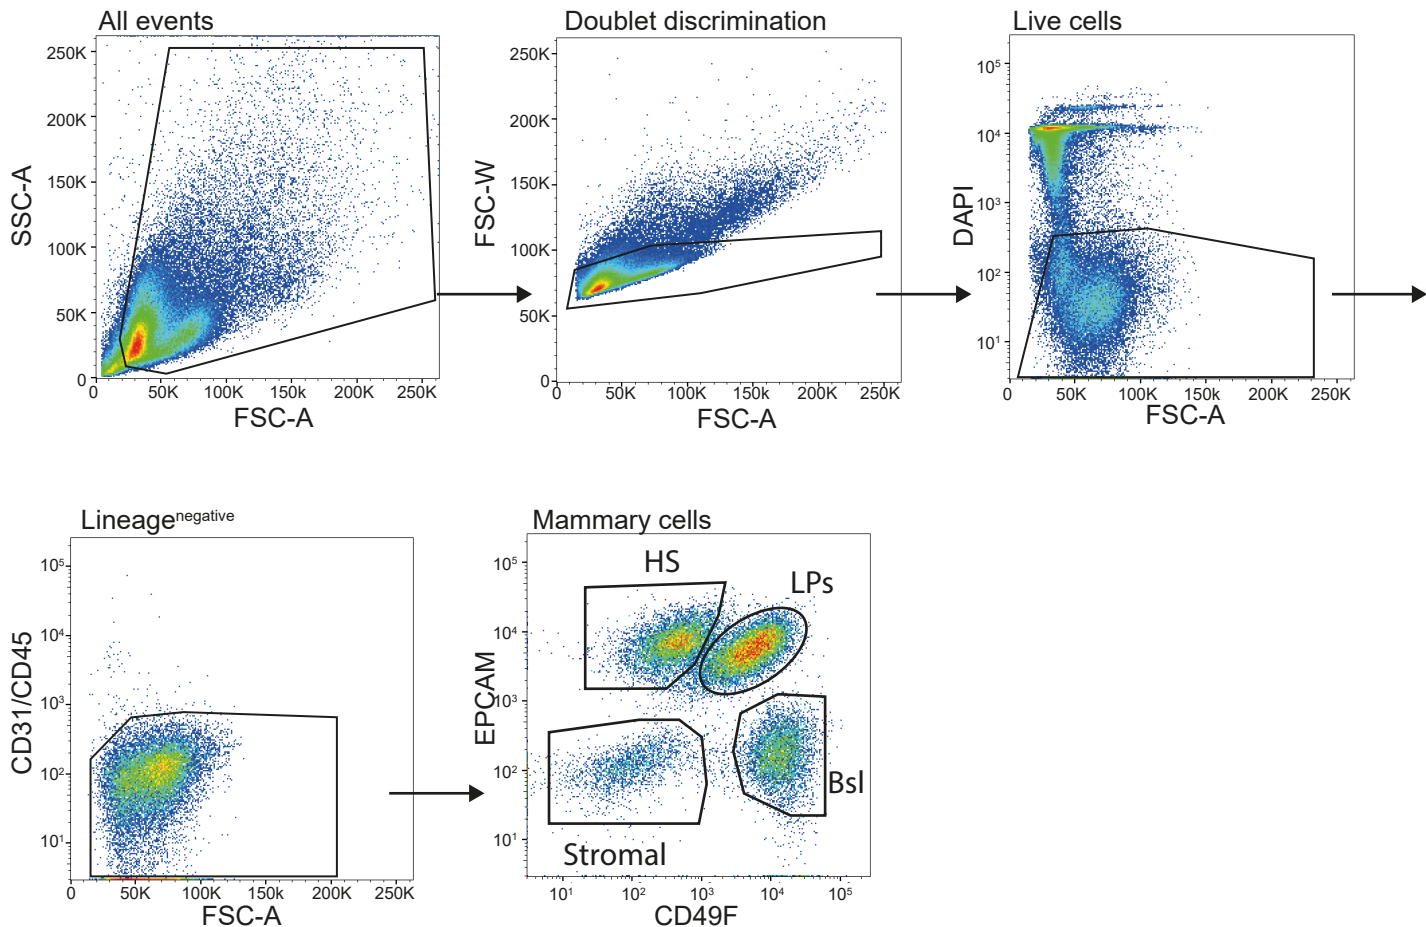 All events
Doublet discrimination
Live cells
SSC-A
250K
200K
150K
100K
50K
0
0 50K 100K 150K 200K 250K
FSC-A
FSC-W
250K
200K
150K
100K
50K
0
0 50K 100K 150K 200K 250K
FSC-A
DAPI
10⁵
10⁴
10³
10²
10¹
0 50K 100k 150k 200K 250K
FSC-A
Lineagenegative
Mammary cells
CD31/CD45
10⁵
10⁴
10³
10²
10¹
0 50K 100K 150k 200k 250K
FSC-A
EPCAM
10⁵
10⁴
10³
10²
10¹
HS
LPs
Bsl
Stromal
10¹ 10² 10³ 10⁴ 10⁵
CD49F